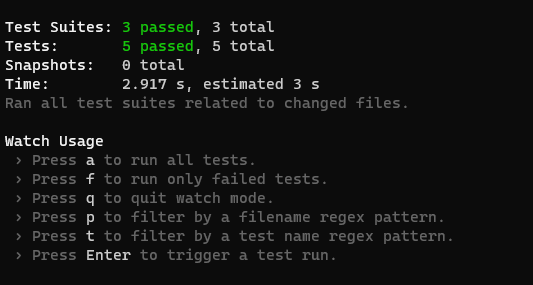 Test Suites: 3 passed, 3 total
Tests:       5 passed, 5 total
Snapshots:   0 total
Time:        2.917 s, estimated 3 s
Ran all test suites related to changed files.

Watch Usage
 › Press a to run all tests.
 › Press f to run only failed tests.
 › Press q to quit watch mode.
 › Press p to filter by a filename regex pattern.
 › Press t to filter by a test name regex pattern.
 › Press Enter to trigger a test run.